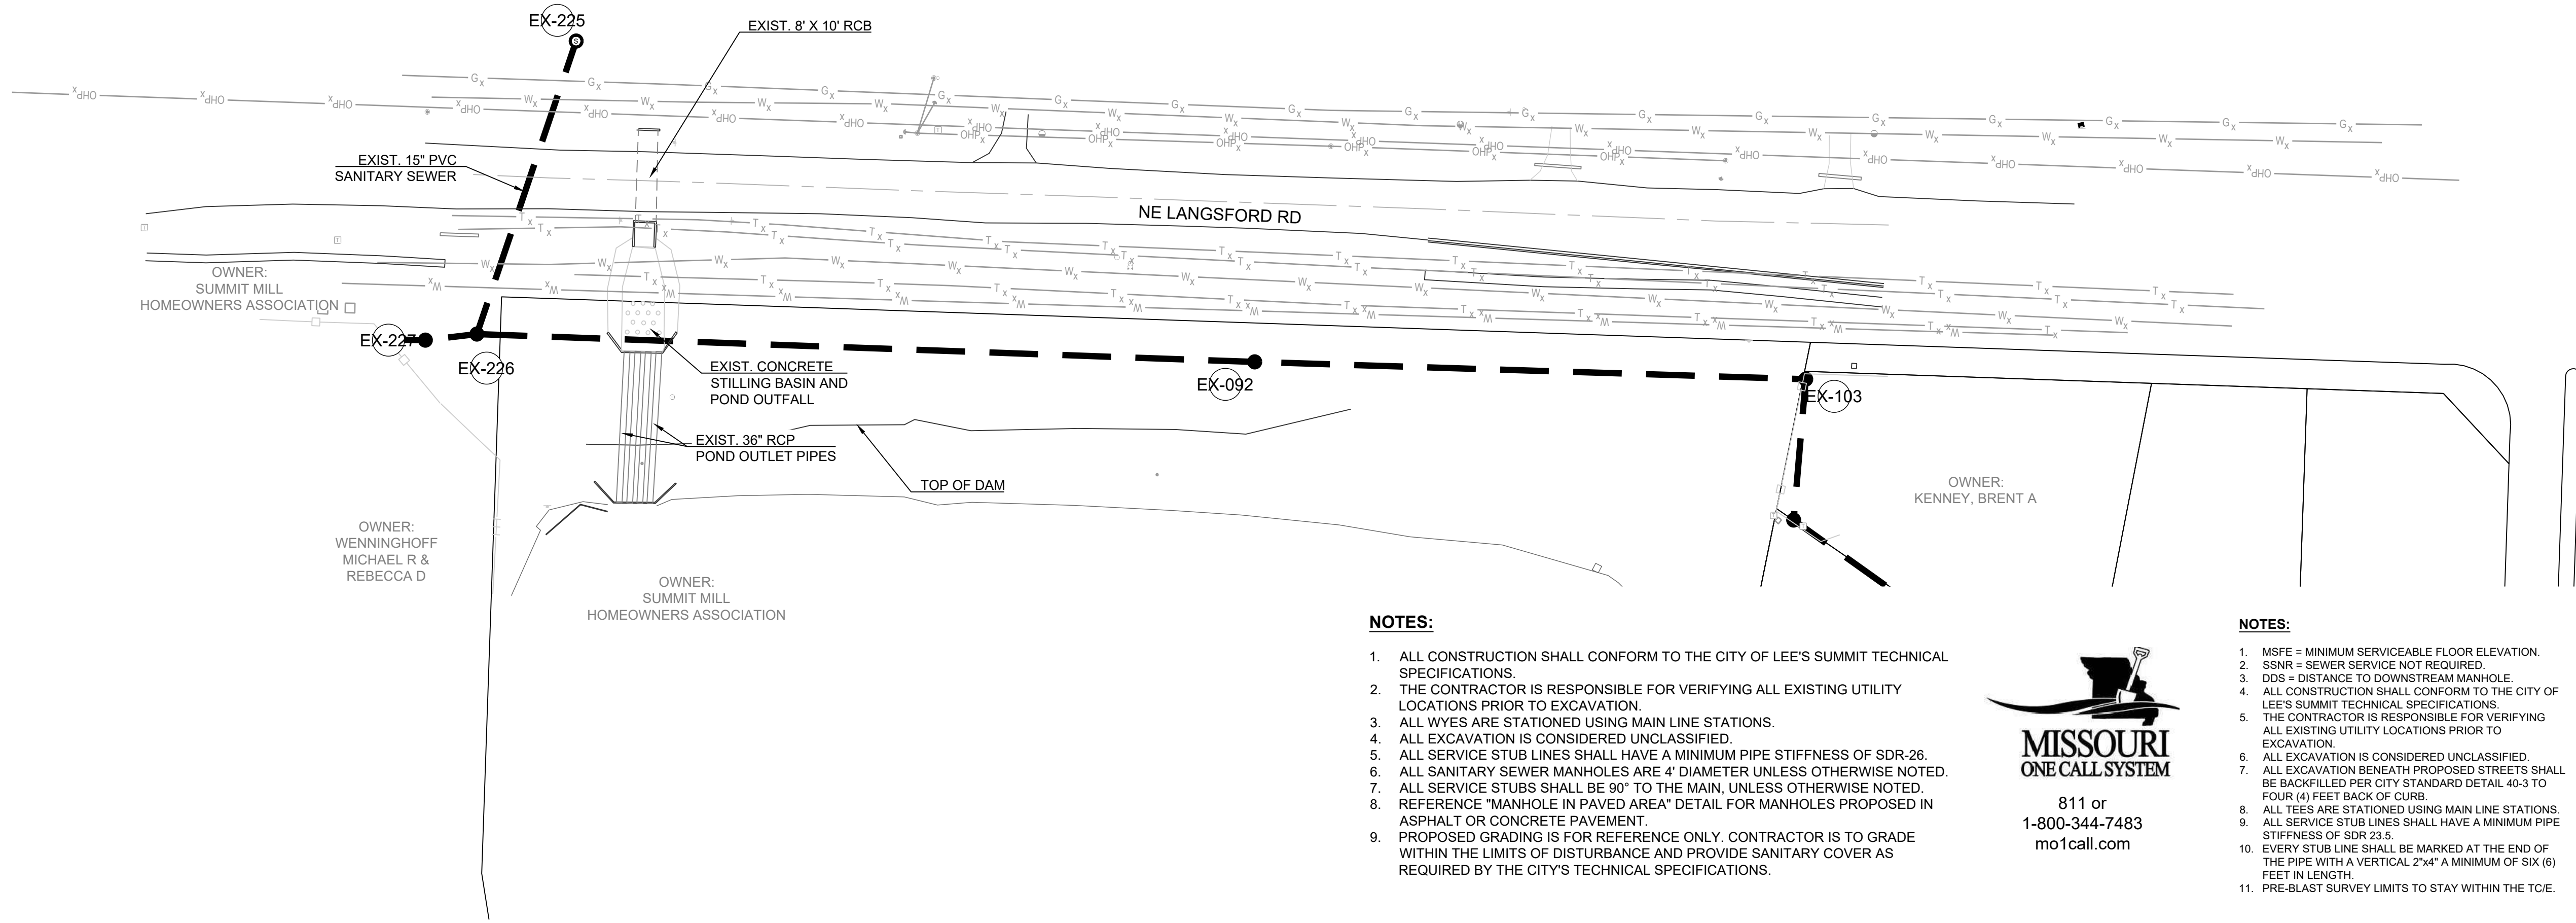 EX-225
EXIST. 8' X 10' RCB
EXIST. 15" PVC
SANITARY SEWER
NE LANGSFORD RD
OWNER:
SUMMIT MILL
HOMEOWNERS ASSOCIATION
EX-227
EX-226
EXIST. CONCRETE
STILLING BASIN AND
POND OUTFALL
EX-092
EX-103
EXIST. 36" RCP
POND OUTLET PIPES
TOP OF DAM
OWNER:
KENNEY, BRENT A
OWNER:
WENNINGHOFF
MICHAEL R &
REBECCA D
OWNER:
SUMMIT MILL
HOMEOWNERS ASSOCIATION
NOTES:
1. ALL CONSTRUCTION SHALL CONFORM TO THE CITY OF LEE'S SUMMIT TECHNICAL
SPECIFICATIONS.
2. THE CONTRACTOR IS RESPONSIBLE FOR VERIFYING ALL EXISTING UTILITY
LOCATIONS PRIOR TO EXCAVATION.
3. ALL WYES ARE STATIONED USING MAIN LINE STATIONS.
4. ALL EXCAVATION IS CONSIDERED UNCLASSIFIED.
5. ALL SERVICE STUB LINES SHALL HAVE A MINIMUM PIPE STIFFNESS OF SDR-26.
6. ALL SANITARY SEWER MANHOLES ARE 4' DIAMETER UNLESS OTHERWISE NOTED.
7. ALL SERVICE STUBS SHALL BE 90° TO THE MAIN, UNLESS OTHERWISE NOTED.
8. REFERENCE "MANHOLE IN PAVED AREA" DETAIL FOR MANHOLES PROPOSED IN
ASPHALT OR CONCRETE PAVEMENT.
9. PROPOSED GRADING IS FOR REFERENCE ONLY. CONTRACTOR IS TO GRADE
WITHIN THE LIMITS OF DISTURBANCE AND PROVIDE SANITARY COVER AS
REQUIRED BY THE CITY'S TECHNICAL SPECIFICATIONS.
MISSOURI
ONE CALL SYSTEM
811 or
1-800-344-7483
mo1call.com
NOTES:
1. MSFE = MINIMUM SERVICEABLE FLOOR ELEVATION.
2. SSNR = SEWER SERVICE NOT REQUIRED.
3. DDS = DISTANCE TO DOWNSTREAM MANHOLE.
4. ALL CONSTRUCTION SHALL CONFORM TO THE CITY OF
LEE'S SUMMIT TECHNICAL SPECIFICATIONS.
5. THE CONTRACTOR IS RESPONSIBLE FOR VERIFYING
ALL EXISTING UTILITY LOCATIONS PRIOR TO
EXCAVATION.
6. ALL EXCAVATION IS CONSIDERED UNCLASSIFIED.
7. ALL EXCAVATION BENEATH PROPOSED STREETS SHALL
BE BACKFILLED PER CITY STANDARD DETAIL 40-3 TO
FOUR (4) FEET BACK OF CURB.
8. ALL TEES ARE STATIONED USING MAIN LINE STATIONS.
9. ALL SERVICE STUB LINES SHALL HAVE A MINIMUM PIPE
STIFFNESS OF SDR 23.5.
10. EVERY STUB LINE SHALL BE MARKED AT THE END OF
THE PIPE WITH A VERTICAL 2"x4" A MINIMUM OF SIX (6)
FEET IN LENGTH.
11. PRE-BLAST SURVEY LIMITS TO STAY WITHIN THE TC/E.